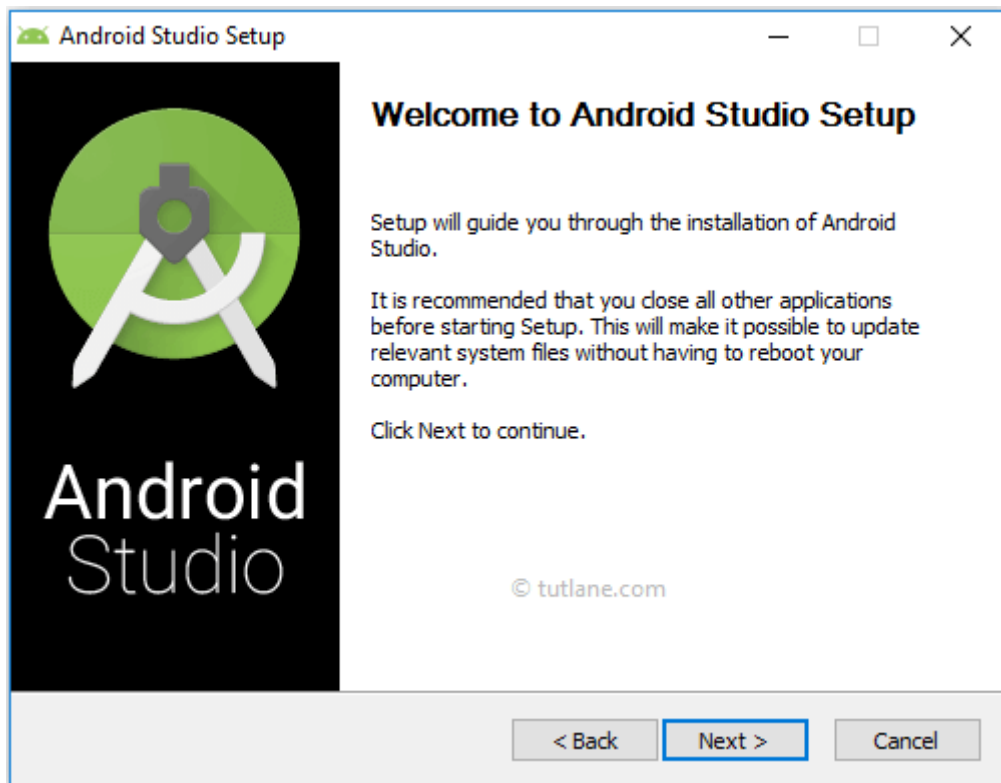 Android Studio Setup
Welcome to Android Studio Setup
Setup will guide you through the installation of Android
Studio.
It is recommended that you close all other applications
before starting Setup. This will make it possible to update
relevant system files without having to reboot your
computer.
Click Next to continue.
Android
Studio
© tutlane.com
< Back
Next >
Cancel